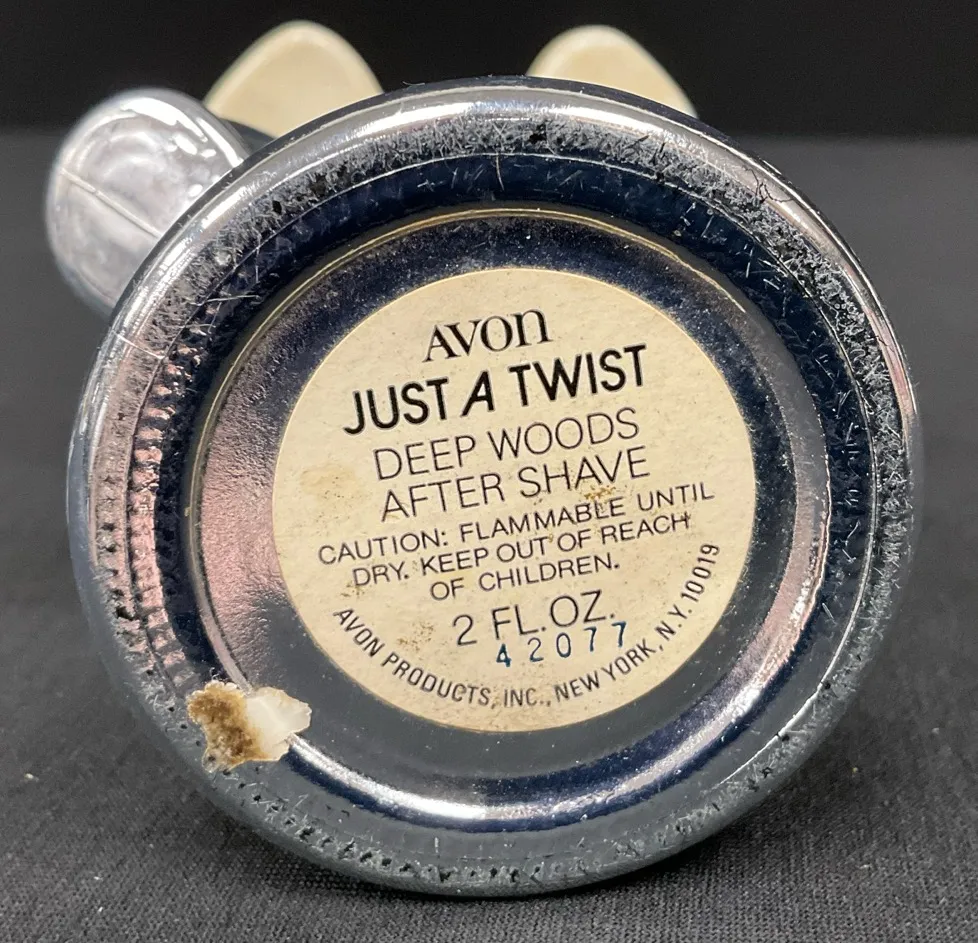 AVON
JUST A TWIST
DEEP WOODS
AFTER SHAVE
CAUTION: FLAMMABLE UNTIL
DRY. KEEP OUT OF REACH
OF CHILDREN.
2 FL.OZ.
42077
AVON PRODUCTS, INC., NEW YORK, N.Y. 10019